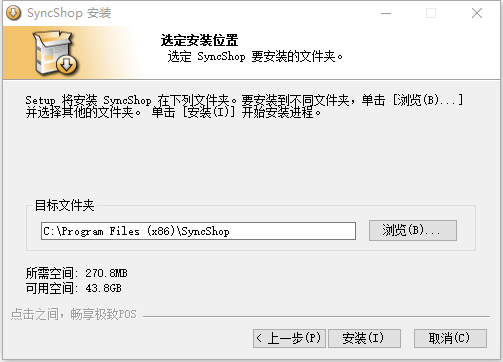 SyncShop 安装
选定安装位置
选定 SyncShop 要安装的文件夹。
Setup 将安装 SyncShop 在下列文件夹。要安装到不同文件夹，单击 [浏览(B)...]
并选择其他的文件夹。 单击 [安装(I)] 开始安装进程。
目标文件夹
C:\Program Files (x86)\SyncShop
浏览(B)...
所需空间: 270.8MB
可用空间: 43.8GB
点击之间，畅享极致POS
< 上一步(P)
安装(I)
取消(C)